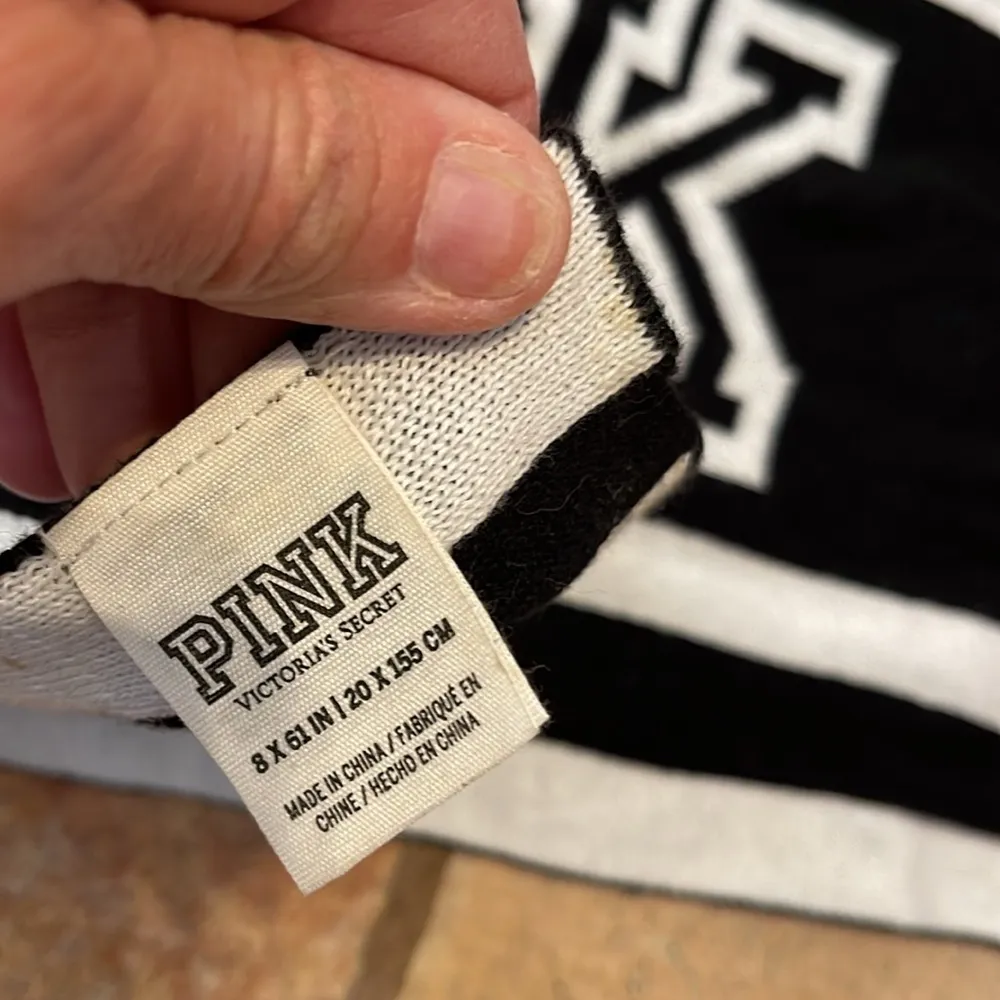 K
PINK
VICTORIA'S SECRET
8 X 61 IN | 20 X 155 CM
MADE IN CHINA / FABRIQUÉ EN
CHINE / HECHO EN CHINA